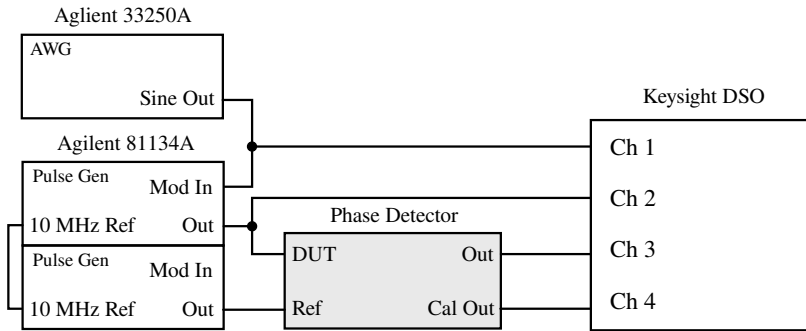 Aglient 33250A
AWG
Sine Out
Agilent 81134A
Pulse Gen
Mod In
10 MHz Ref
Out
Pulse Gen
Mod In
10 MHz Ref
Out
Phase Detector
DUT
Out
Ref
Cal Out
Keysight DSO
Ch 1
Ch 2
Ch 3
Ch 4